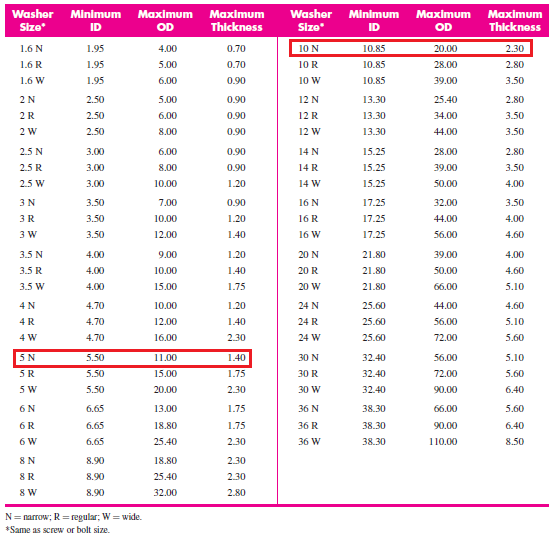 Washer Size* Minimum ID Maximum OD Maximum Thickness
1.6 N 1.95 4.00 0.70
1.6 R 1.95 5.00 0.70
1.6 W 1.95 6.00 0.90
2 N 2.50 5.00 0.90
2 R 2.50 6.00 0.90
2 W 2.50 8.00 0.90
2.5 N 3.00 6.00 0.90
2.5 R 3.00 8.00 0.90
2.5 W 3.00 10.00 1.20
3 N 3.50 7.00 0.90
3 R 3.50 10.00 1.20
3 W 3.50 12.00 1.40
3.5 N 4.00 9.00 1.20
3.5 R 4.00 10.00 1.40
3.5 W 4.00 15.00 1.75
4 N 4.70 10.00 1.20
4 R 4.70 12.00 1.40
4 W 4.70 16.00 2.30
5 N 5.50 11.00 1.40
5 R 5.50 15.00 1.75
5 W 5.50 20.00 2.30
6 N 6.65 13.00 1.75
6 R 6.65 18.80 1.75
6 W 6.65 25.40 2.30
8 N 8.90 18.80 2.30
8 R 8.90 25.40 2.30
8 W 8.90 32.00 2.80
Washer Size* Minimum ID Maximum OD Maximum Thickness
10 N 10.85 20.00 2.30
10 R 10.85 28.00 2.80
10 W 10.85 39.00 3.50
12 N 13.30 25.40 2.80
12 R 13.30 34.00 3.50
12 W 13.30 44.00 3.50
14 N 15.25 28.00 2.80
14 R 15.25 39.00 3.50
14 W 15.25 50.00 4.00
16 N 17.25 32.00 3.50
16 R 17.25 44.00 4.00
16 W 17.25 56.00 4.60
20 N 21.80 39.00 4.00
20 R 21.80 50.00 4.60
20 W 21.80 66.00 5.10
24 N 25.60 44.00 4.60
24 R 25.60 56.00 5.10
24 W 25.60 72.00 5.60
30 N 32.40 56.00 5.10
30 R 32.40 72.00 5.60
30 W 32.40 90.00 6.40
36 N 38.30 66.00 5.60
36 R 38.30 90.00 6.40
36 W 38.30 110.00 8.50
N = narrow; R = regular; W = wide.
*Same as screw or bolt size.